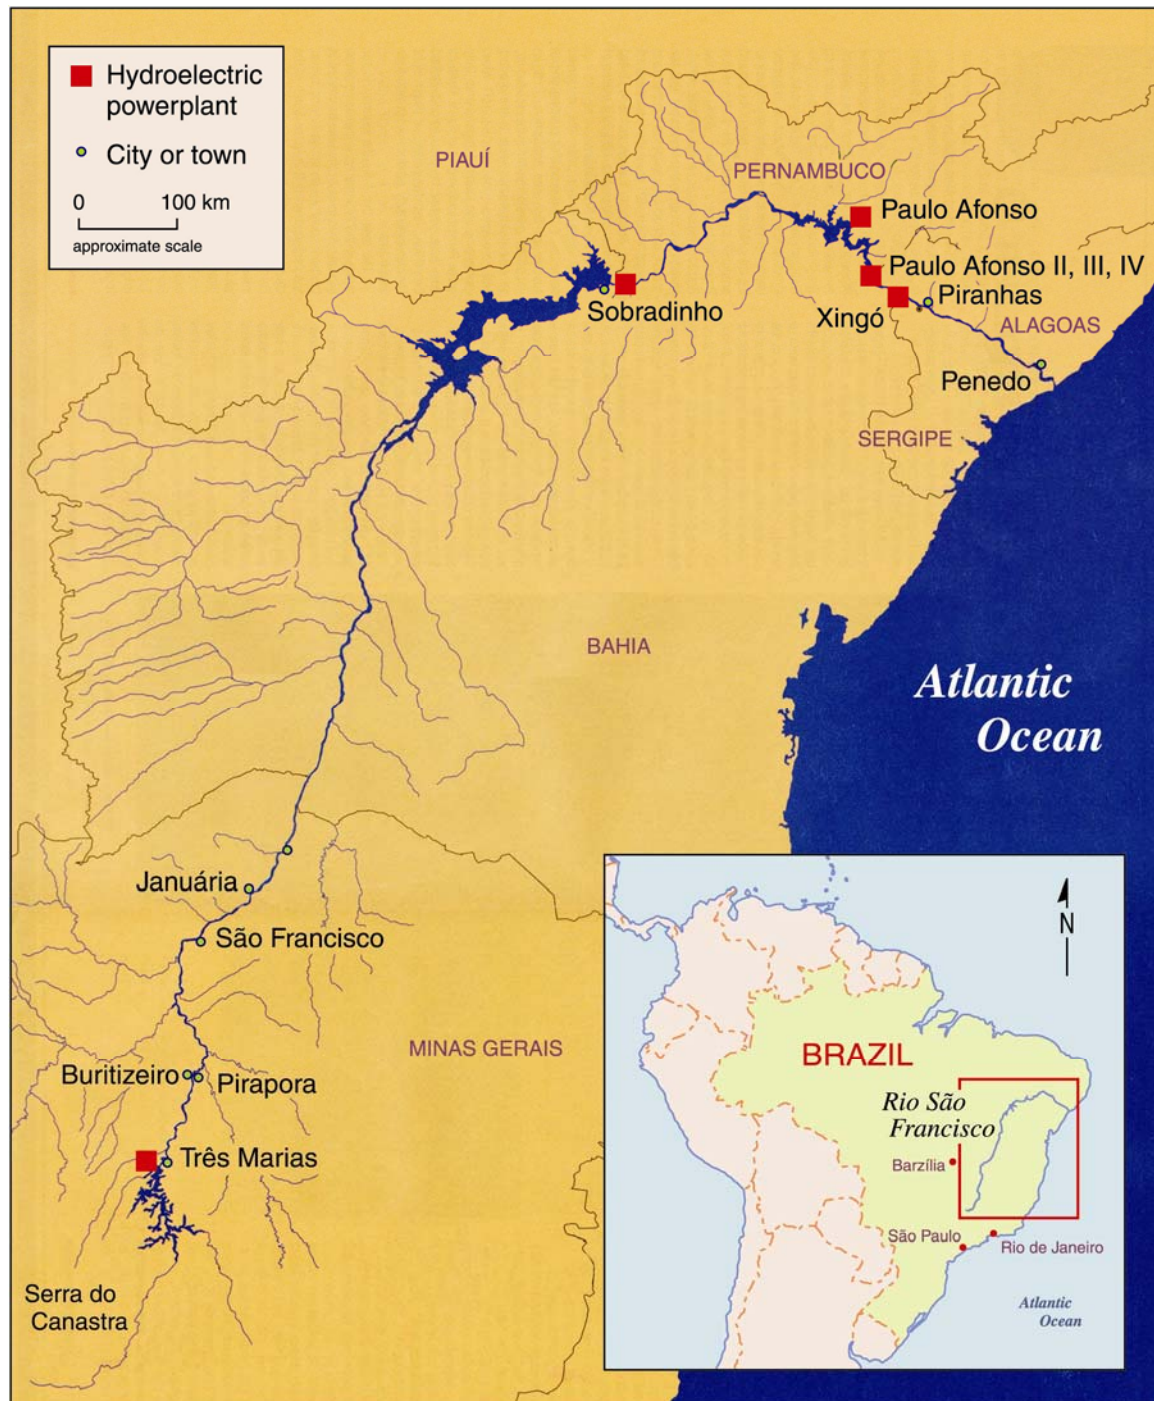 Hydroelectric
powerplant
City or town
0 100 km
approximate scale
PIAUÍ
PERNAMBUCO
Paulo Afonso
Paulo Afonso II, III, IV
Piranhas
Xingó
Sobradinho
ALAGOAS
Penedo
SERGIPE
BAHIA
Atlantic
Ocean
Januária
São Francisco
MINAS GERAIS
Buritizeiro
Pirapora
Três Marias
Serra do
Canastra
N
BRAZIL
Rio São
Francisco
Barzília
São Paulo
Rio de Janeiro
Atlantic
Ocean